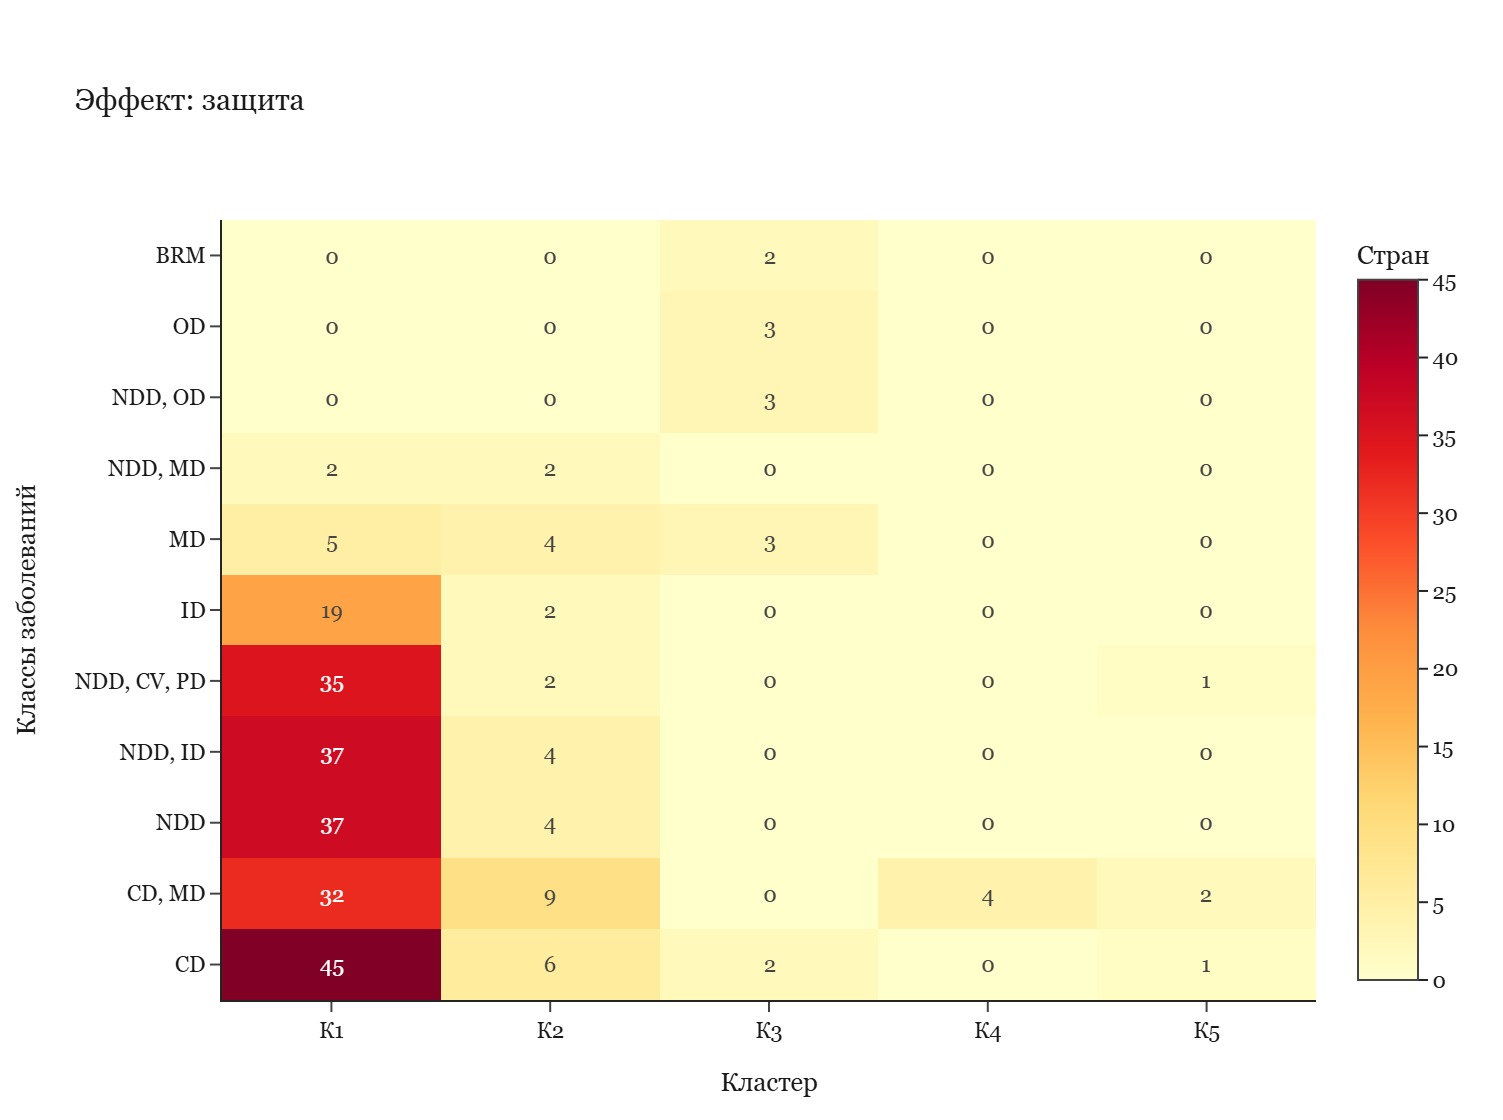 Эффект: защита
Классы заболеваний
BRM 0 0 2 0 0
OD 0 0 3 0 0
NDD, OD 0 0 3 0 0
NDD, MD 2 2 0 0 0
MD 5 4 3 0 0
ID 19 2 0 0 0
NDD, CV, PD 35 2 0 0 1
NDD, ID 37 4 0 0 0
NDD 37 4 0 0 0
CD, MD 32 9 0 4 2
CD 45 6 2 0 1
К1 К2 К3 К4 К5
Кластер
Стран
45
40
35
30
25
20
15
10
5
0